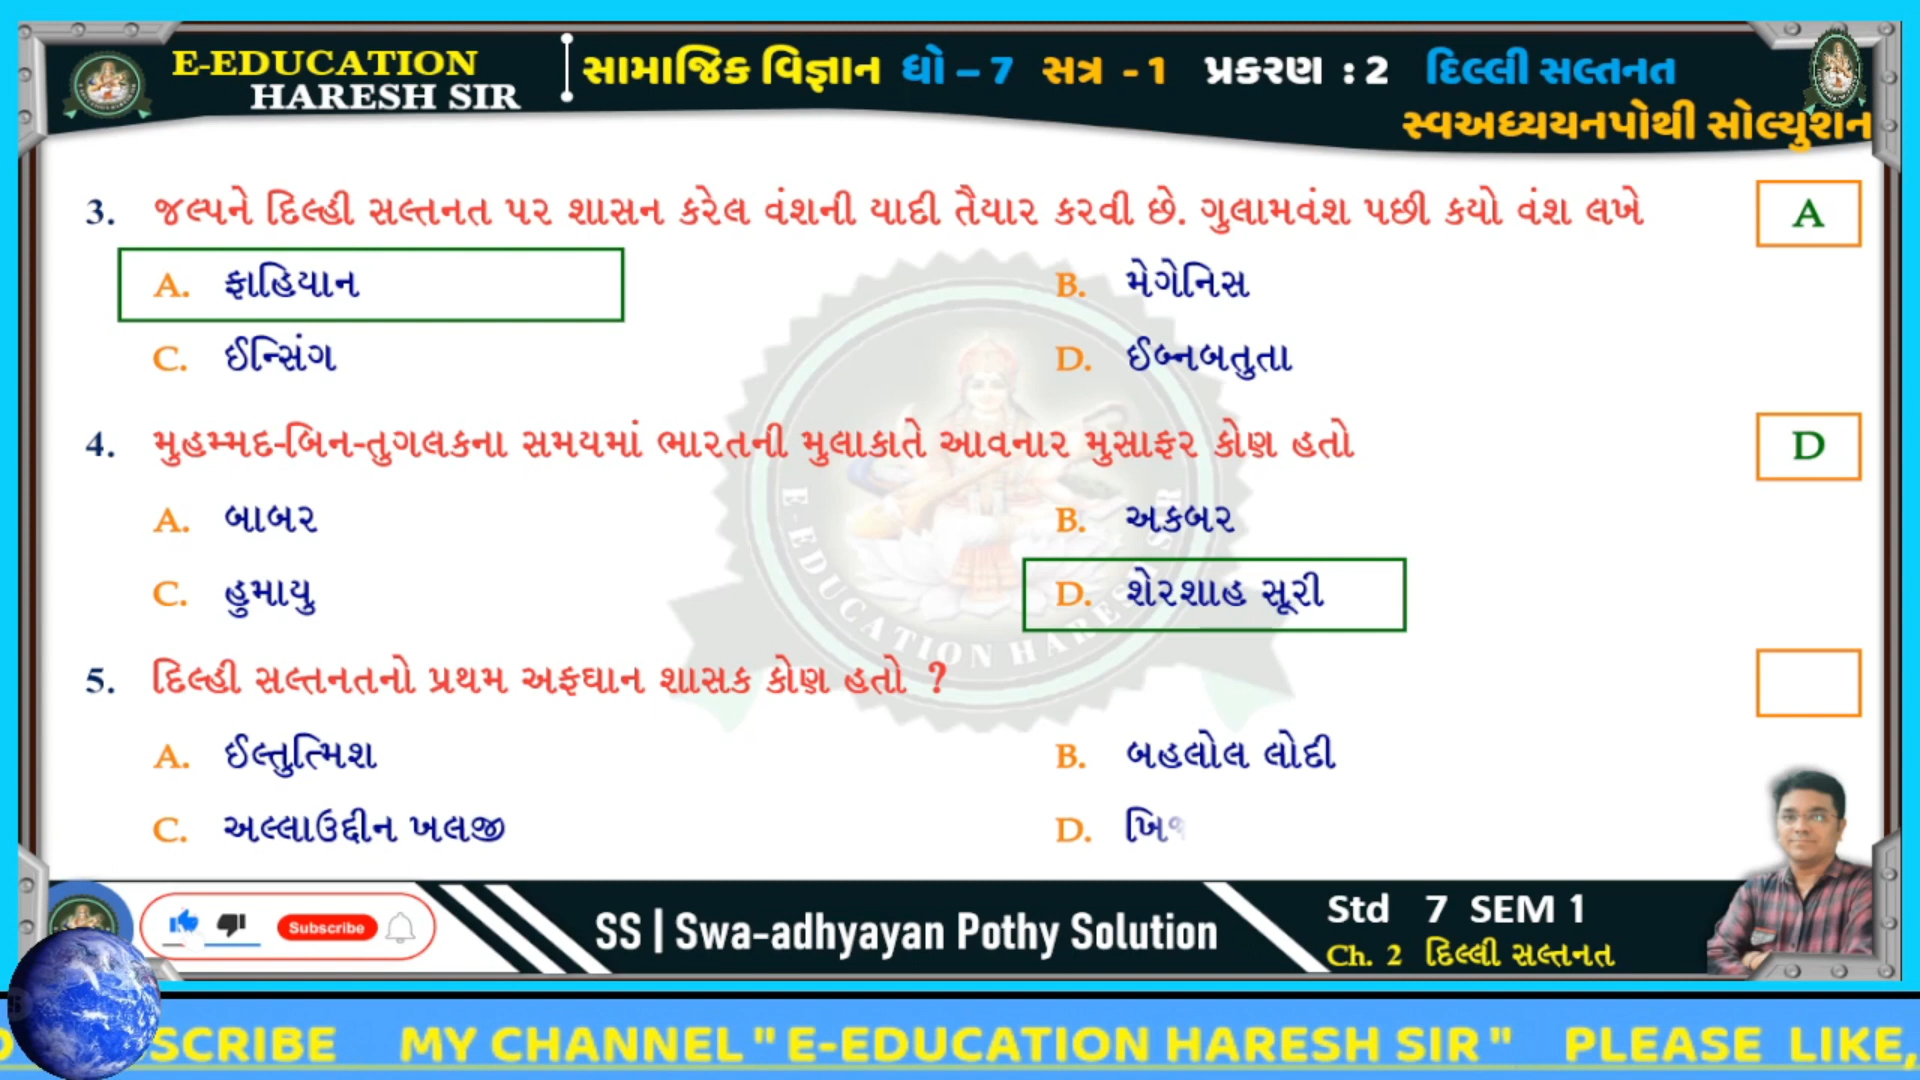 E-EDUCATION
HARESH SIR
સામાજિક વિજ્ઞાન ધો – 7 સત્ર - 1 પ્રકરણ : 2 દિલ્લી સલ્તનત
સ્વઅધ્યયનપોથી સોલ્યુશન
3. જલ્પને દિલ્હી સલ્તનત પર શાસન કરેલ વંશની યાદી તૈયાર કરવી છે. ગુલામવંશ પછી કયો વંશ લખે
A
A. ફાહિયાન
B. મેગેનિસ
C. ઈન્સિંગ
D. ઈબ્નબતુતા
4. મુહમ્મદ-બિન-તુગલકના સમયમાં ભારતની મુલાકાતે આવનાર મુસાફર કોણ હતો
D
A. બાબર
B. અકબર
C. હુમાયુ
D. શેરશાહ સૂરી
5. દિલ્હી સલ્તનતનો પ્રથમ અફઘાન શાસક કોણ હતો ?
A. ઈલ્તુત્મિશ
B. બહલોલ લોદી
C. અલ્લાઉદ્દીન ખલજી
D.
E-EDUCATION HARESH SIR
Subscribe
SS | Swa-adhyayan Pothy Solution
Std 7 SEM 1
Ch. 2 દિલ્લી સલ્તનત
SCRIBE MY CHANNEL " E-EDUCATION HARESH SIR " PLEASE LIKE,